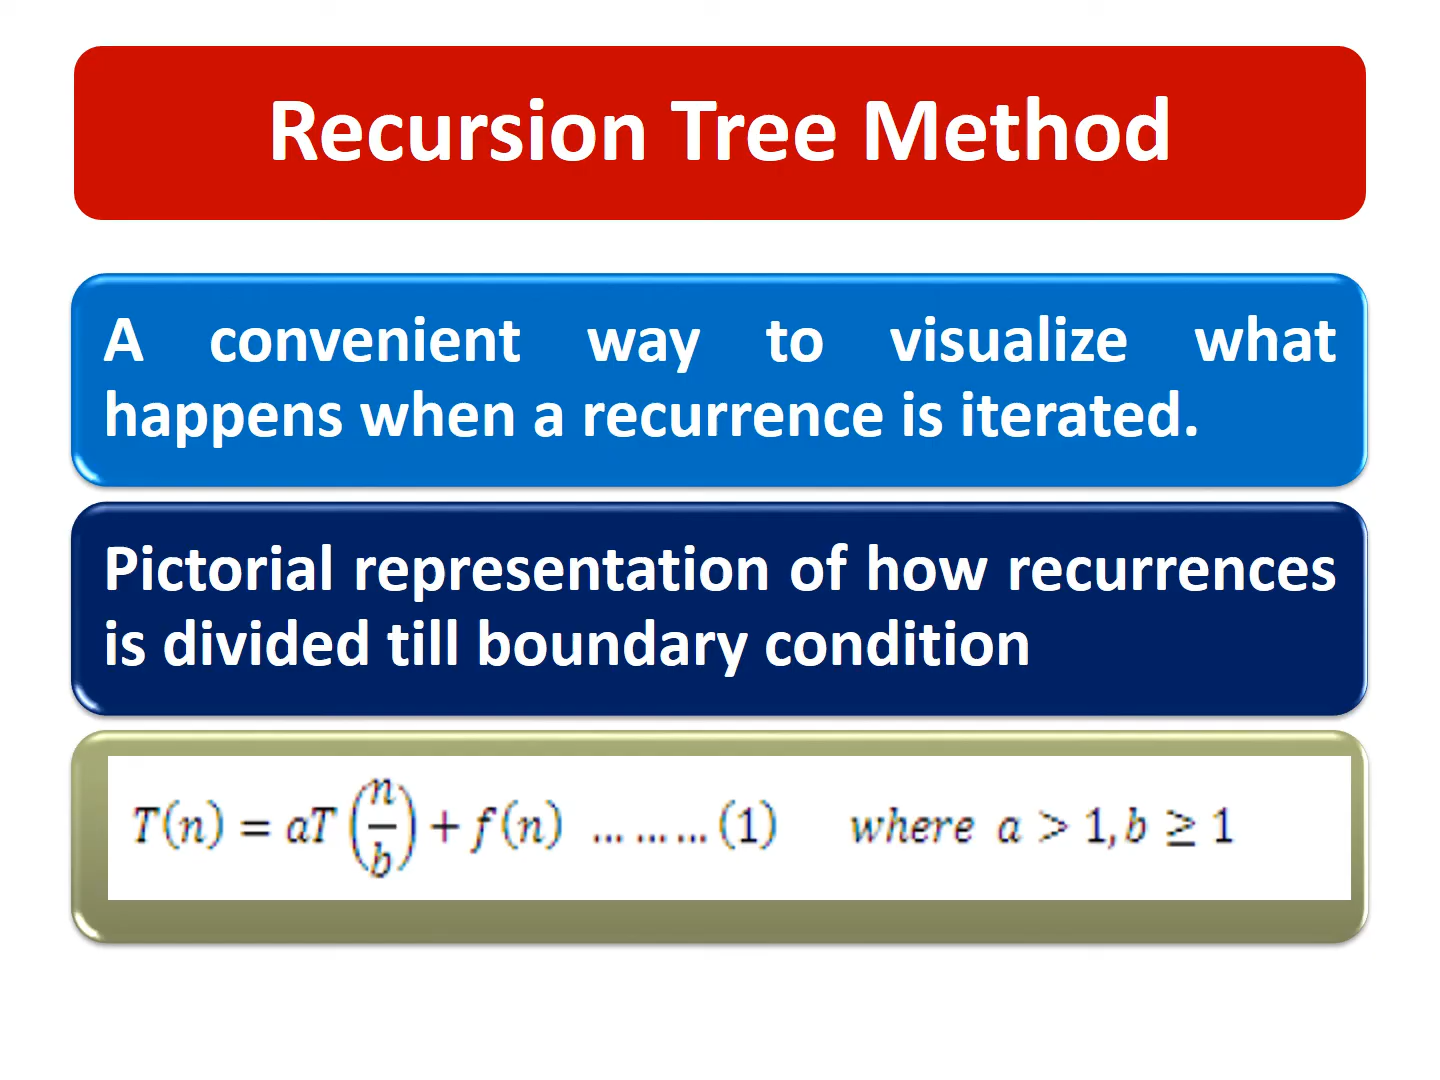 Recursion Tree Method
A convenient way to visualize what
happens when a recurrence is iterated.
Pictorial representation of how recurrences
is divided till boundary condition
T(n) = aT(n/b) + f(n) ... ... ... (1) where a > 1, b ≥ 1